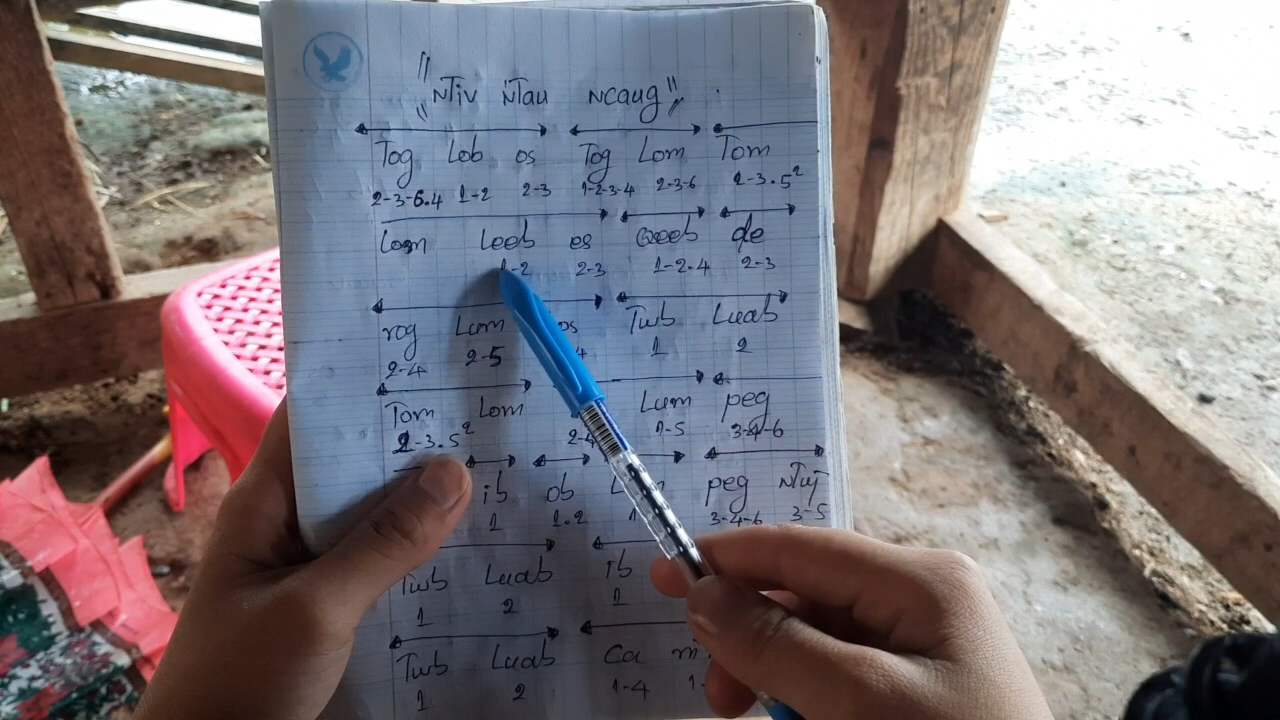 "NTiv NTau Ncaug"
Tog Lob os Tog Lom Tom
2-3-6.4 1-2 2-3 1-2-3-4 2-3-6 2-3.5²
Lom Leeb es Qeeb de
1-2 2-3 1-2.4 2-3
rog Lum os Twb Luab
2-4 2-5 4 1 2
Tom Lom Lum peg
2-3.5² 1-5 3-4-6
ib ob peg NTuj
1 1.2 1 3-4-6 3-5
Twb Luab ib
1 2 1
Twb Luab Ca
1 2 1-4